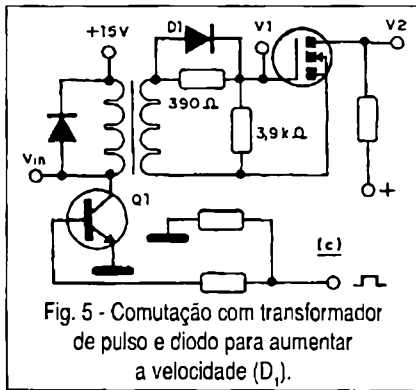 +15V
D1
V1
V2
390Ω
3,9kΩ
Vin
Q1
+
(c)
Fig. 5 - Comutação com transformador
de pulso e diodo para aumentar
a velocidade (D1).